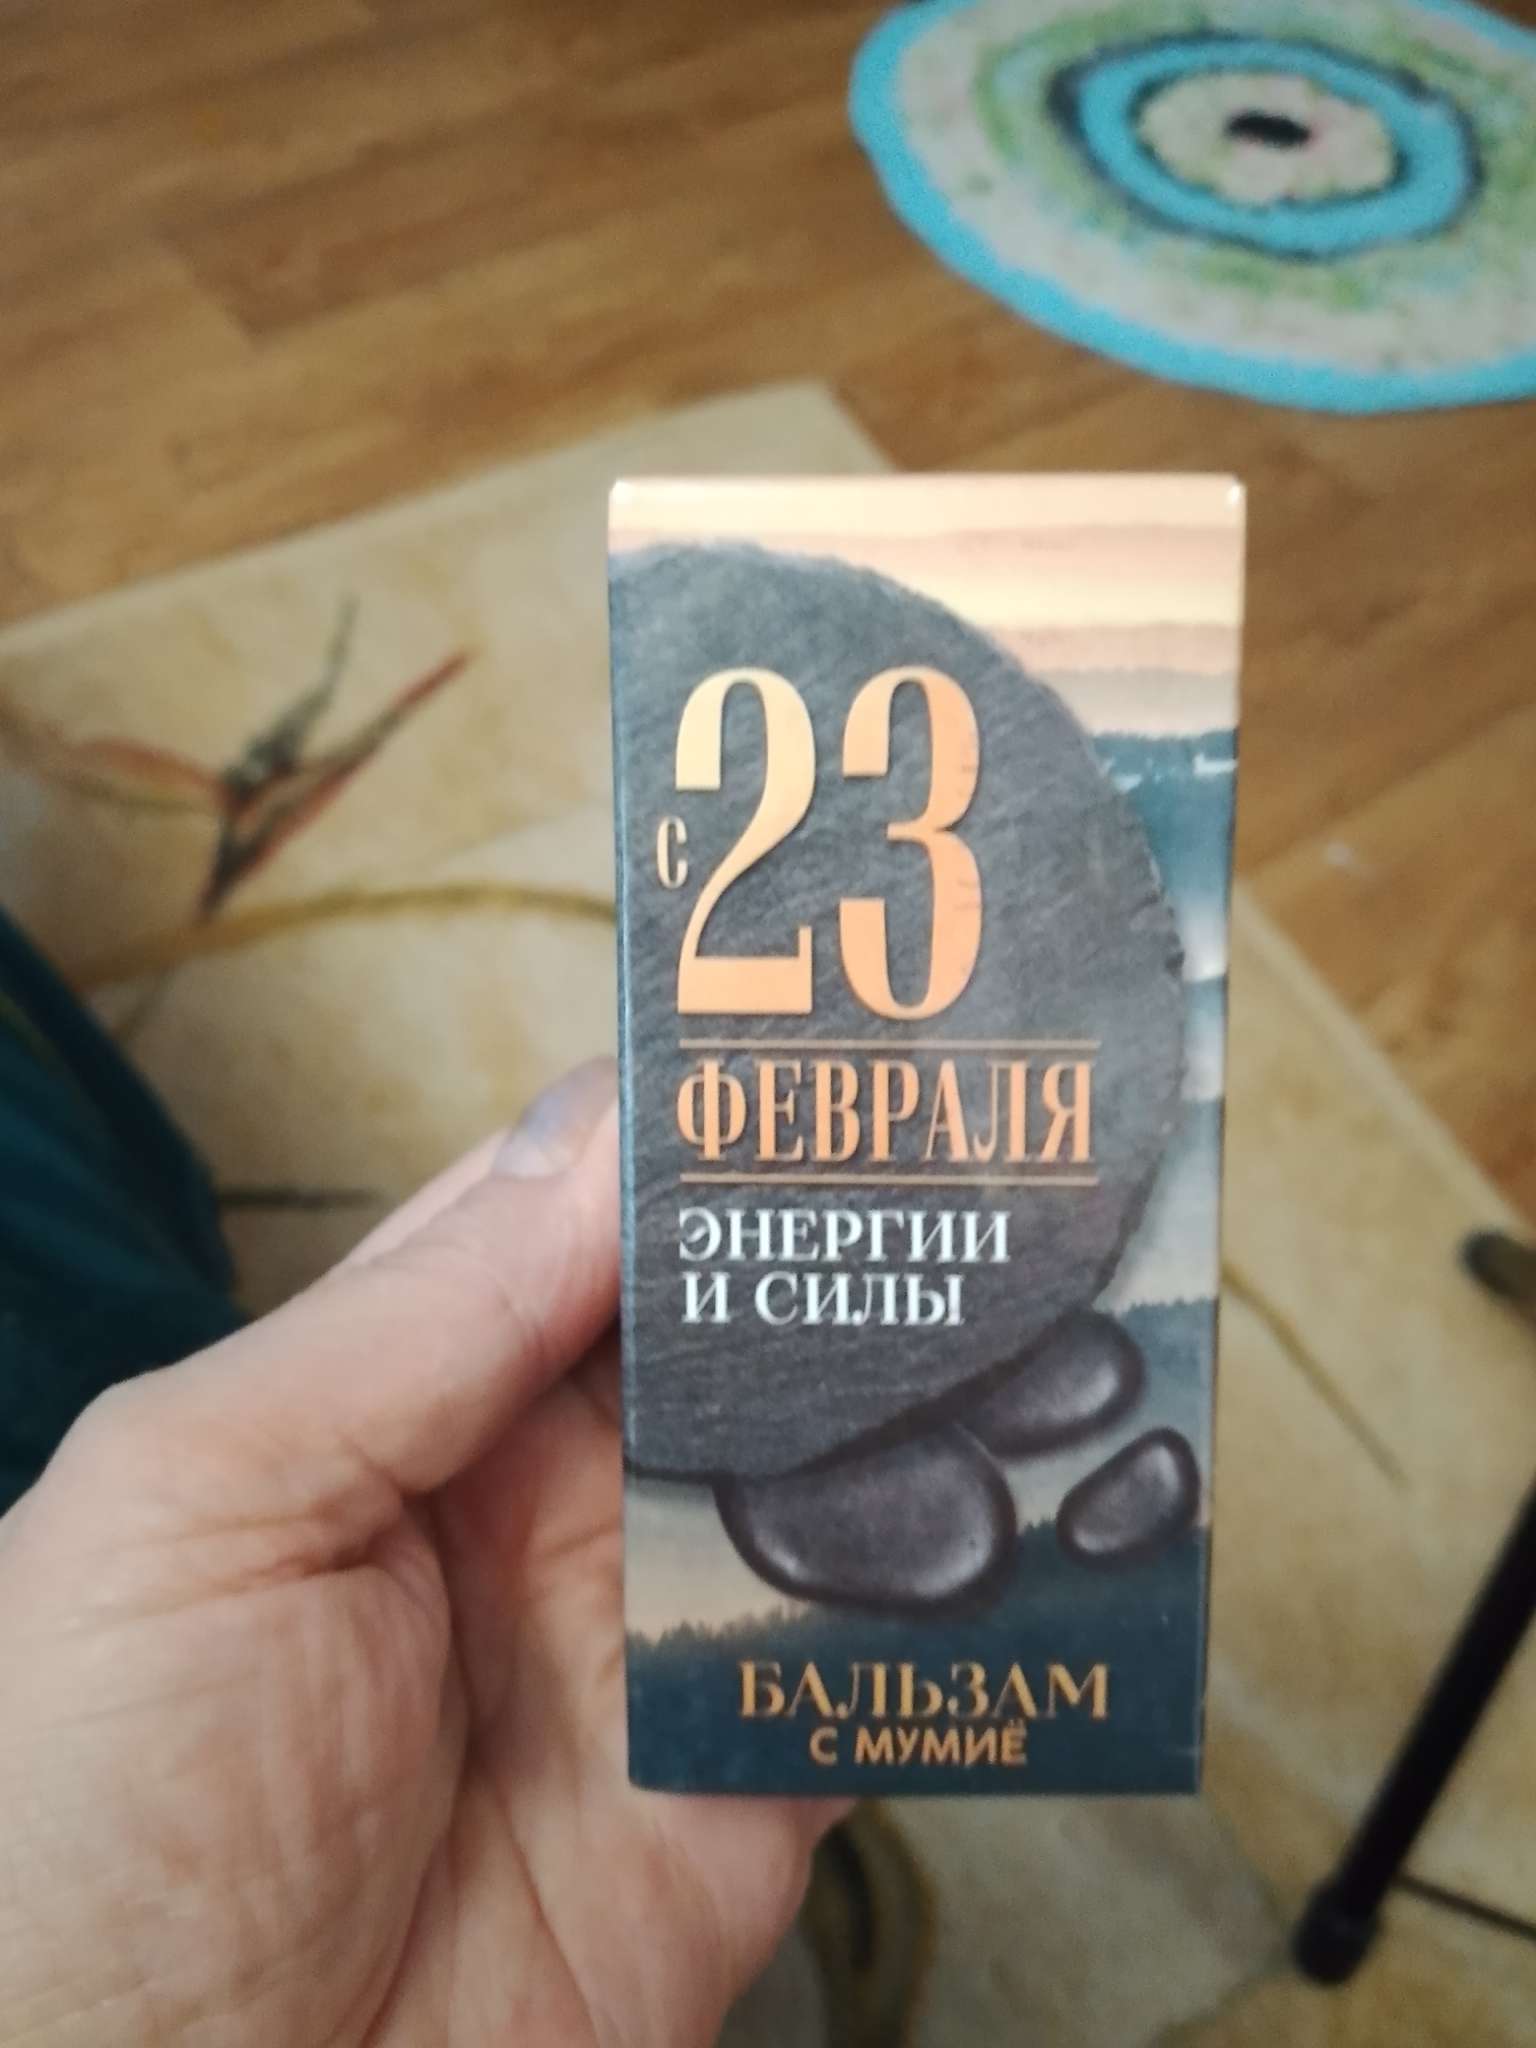 с 23
ФЕВРАЛЯ
ЭНЕРГИИ
И СИЛЫ
БАЛЬЗАМ
С МУМИЁ